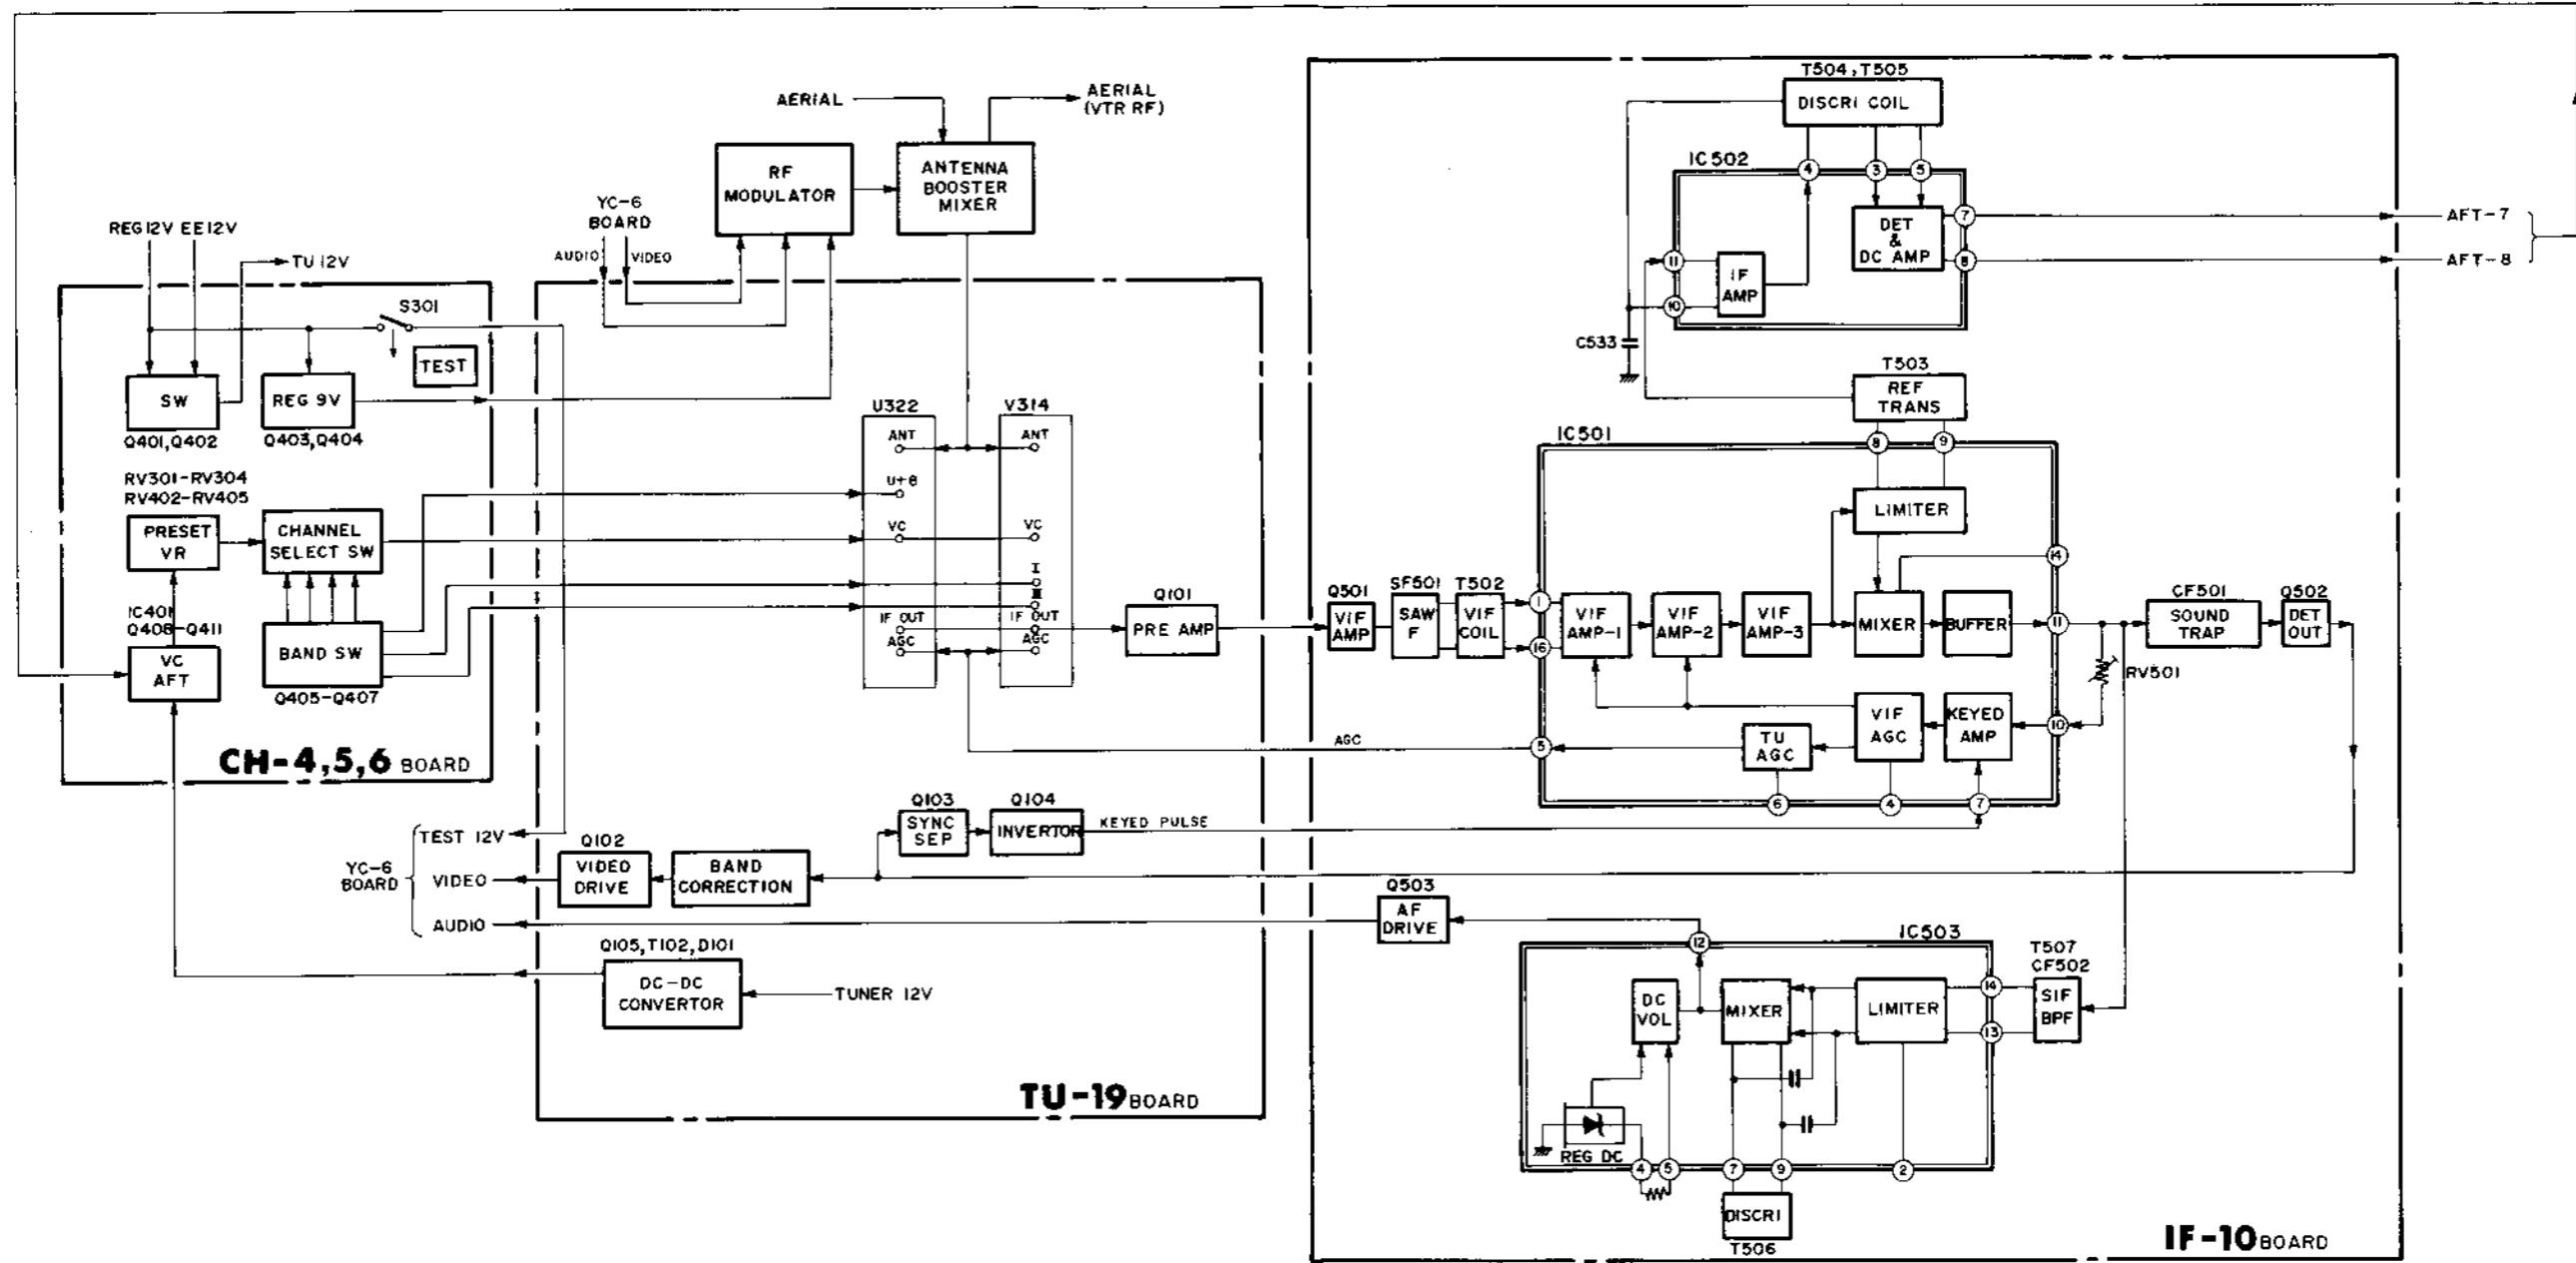 T504,T505
DISCRI COIL
AERIAL
AERIAL
(VTR RF)
RF
MODULATOR
ANTENNA
BOOSTER
MIXER
IC502
4
3
5
DET
&
DC AMP
7
8
AFT-7
AFT-8
11
10
IF
AMP
C533
YC-6
BOARD
AUDIO
VIDEO
REG12V EE12V
TU 12V
S301
TEST
SW
Q401,Q402
REG 9V
Q403,Q404
T503
REF
TRANS
U322
V314
ANT
ANT
U+B
VC
VC
I
III
IF OUT
IF OUT
AGC
AGC
RV301-RV304
RV402-RV405
PRESET
VR
CHANNEL
SELECT SW
IC401
Q408-Q411
VC
AFT
BAND SW
Q405-Q407
CH-4,5,6 BOARD
Q101
PRE AMP
Q501
VIF
AMP
SF501
SAW
F
T502
VIF
COIL
IC501
8
9
LIMITER
14
1
16
VIF
AMP-1
VIF
AMP-2
VIF
AMP-3
MIXER
BUFFER
11
CF501
SOUND
TRAP
Q502
DET
OUT
RV501
VIF
AGC
KEYED
AMP
10
TU
AGC
AGC
5
6
4
7
Q103
SYNC
SEP
Q104
INVERTOR
KEYED PULSE
TEST 12V
YC-6
BOARD
VIDEO
AUDIO
Q102
VIDEO
DRIVE
BAND
CORRECTION
Q503
AF
DRIVE
Q105,T102,D101
DC-DC
CONVERTOR
TUNER 12V
TU-19 BOARD
12
IC503
T507
CF502
SIF
BPF
14
13
DC
VOL
MIXER
LIMITER
REG DC
4
5
7
9
2
DISCRI
T506
IF-10 BOARD